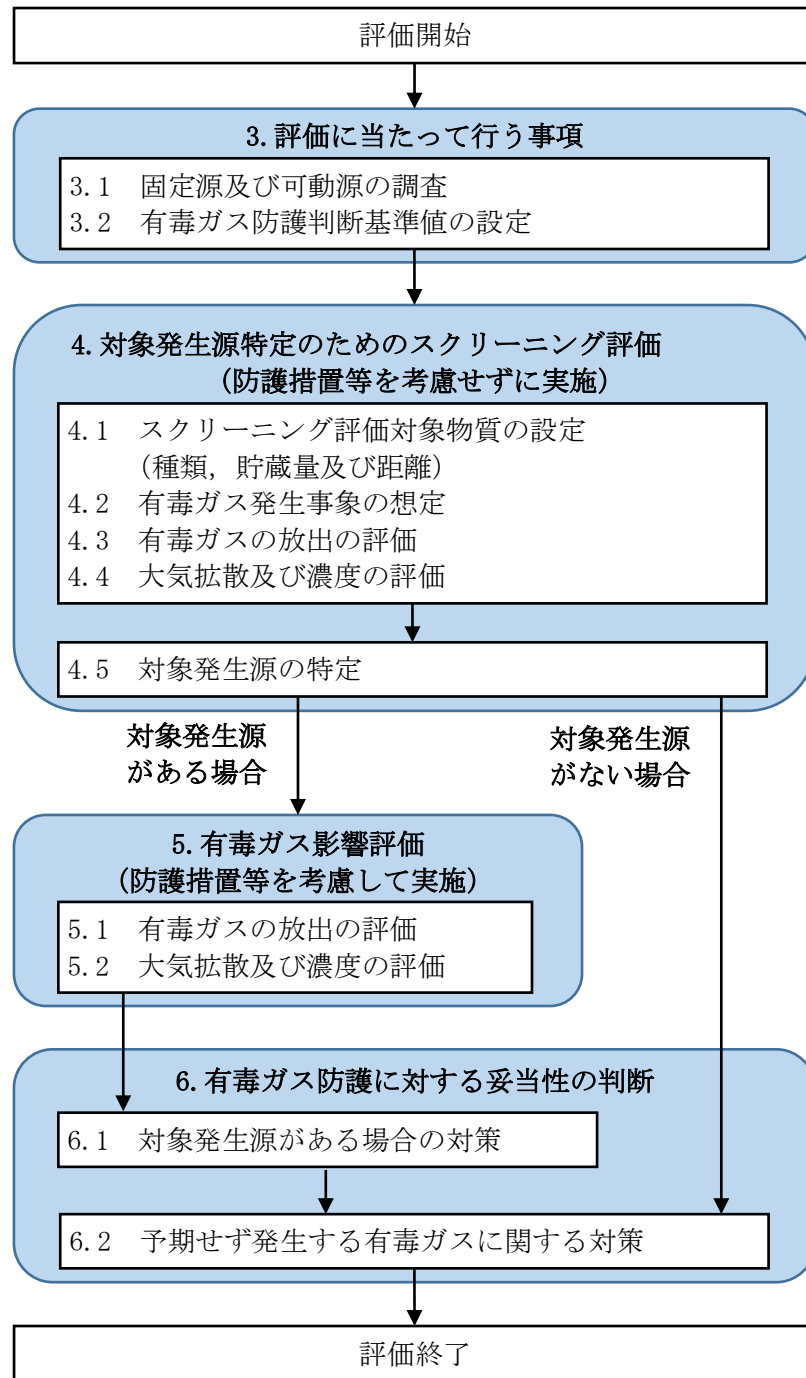 評価開始
3.評価に当たって行う事項
3.1 固定源及び可動源の調査
3.2 有毒ガス防護判断基準値の設定
4.対象発生源特定のためのスクリーニング評価
(防護措置等を考慮せずに実施)
4.1 スクリーニング評価対象物質の設定
(種類，貯蔵量及び距離)
4.2 有毒ガス発生事象の想定
4.3 有毒ガスの放出の評価
4.4 大気拡散及び濃度の評価
4.5 対象発生源の特定
対象発生源
がある場合
対象発生源
がない場合
5.有毒ガス影響評価
(防護措置等を考慮して実施)
5.1 有毒ガスの放出の評価
5.2 大気拡散及び濃度の評価
6.有毒ガス防護に対する妥当性の判断
6.1 対象発生源がある場合の対策
6.2 予期せず発生する有毒ガスに関する対策
評価終了